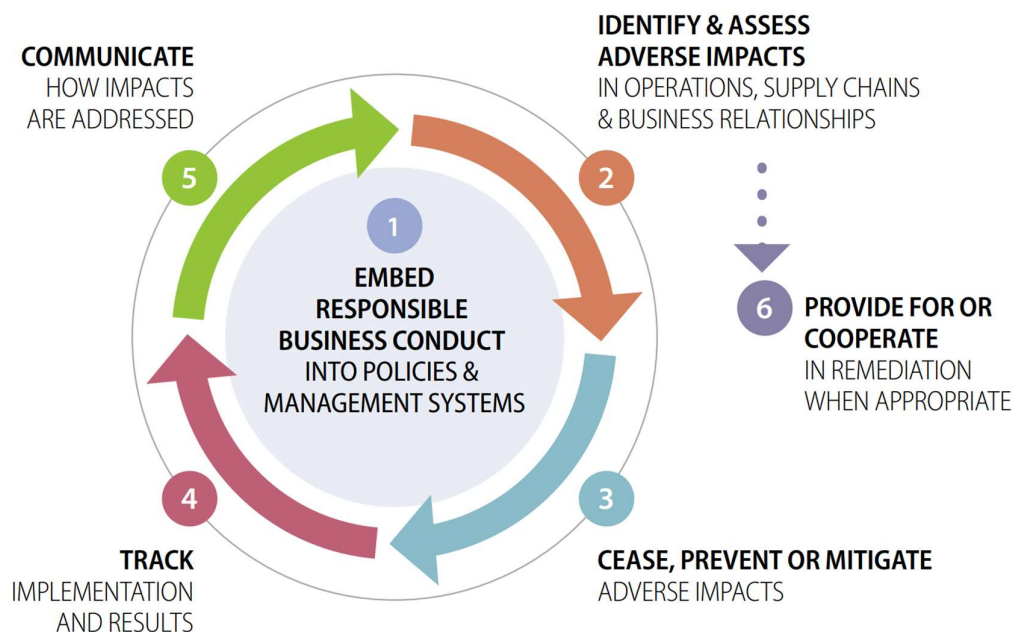 COMMUNICATE
HOW IMPACTS
ARE ADDRESSED
5
IDENTIFY & ASSESS
ADVERSE IMPACTS
IN OPERATIONS, SUPPLY CHAINS
& BUSINESS RELATIONSHIPS
2
1
EMBED
RESPONSIBLE
BUSINESS CONDUCT
INTO POLICIES &
MANAGEMENT SYSTEMS
6
PROVIDE FOR OR
COOPERATE
IN REMEDIATION
WHEN APPROPRIATE
4
TRACK
IMPLEMENTATION
AND RESULTS
3
CEASE, PREVENT OR MITIGATE
ADVERSE IMPACTS